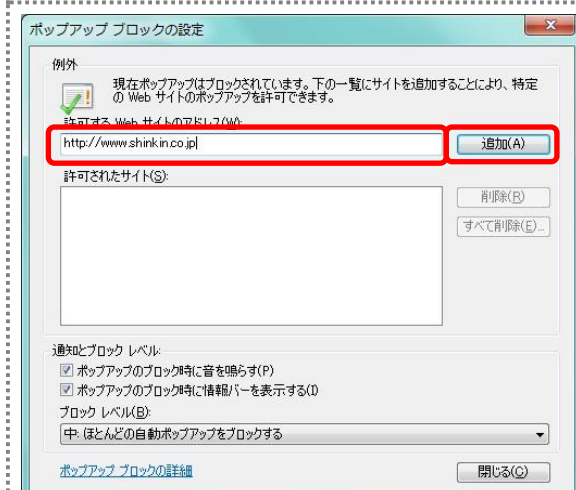 ポップアップ ブロックの設定
例外
現在ポップアップはブロックされています。下の一覧にサイトを追加することにより、特定
の Web サイトのポップアップを許可できます。
許可する Web サイトのアドレス(W):
http://www.shinkin.co.jp
追加(A)
許可されたサイト(S):
削除(R)
すべて削除(E)...
通知とブロック レベル:
ポップアップのブロック時に音を鳴らす(P)
ポップアップのブロック時に情報バーを表示する(I)
ブロック レベル(B):
中: ほとんどの自動ポップアップをブロックする
ポップアップ ブロックの詳細
閉じる(C)